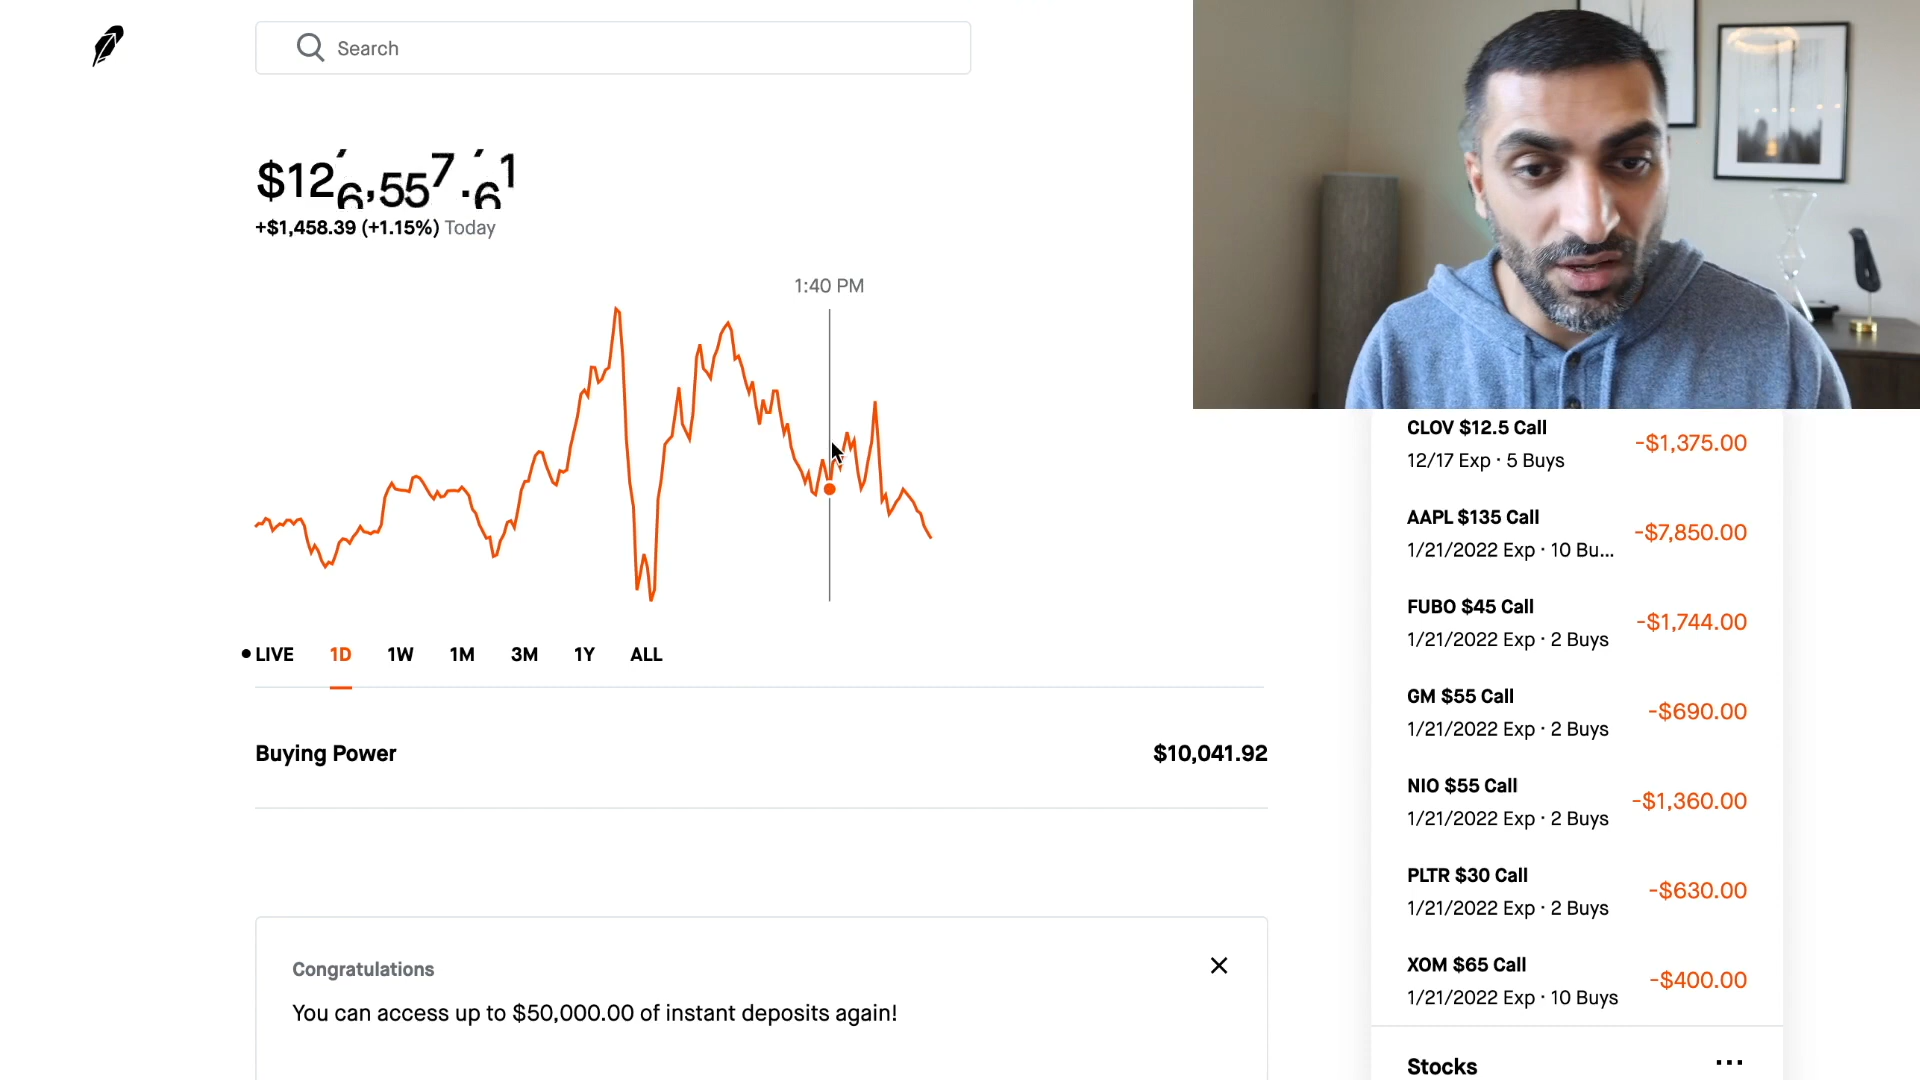 Search
+$1,458.39 (+1.15%) Today
1:40 PM
LIVE 1D 1W 1M 3M 1Y ALL
Buying Power $10,041.92
Congratulations
You can access up to $50,000.00 of instant deposits again!
CLOV $12.5 Call
12/17 Exp · 5 Buys
-$1,375.00
AAPL $135 Call
1/21/2022 Exp · 10 Bu...
-$7,850.00
FUBO $45 Call
1/21/2022 Exp · 2 Buys
-$1,744.00
GM $55 Call
1/21/2022 Exp · 2 Buys
-$690.00
NIO $55 Call
1/21/2022 Exp · 2 Buys
-$1,360.00
PLTR $30 Call
1/21/2022 Exp · 2 Buys
-$630.00
XOM $65 Call
1/21/2022 Exp · 10 Buys
-$400.00
Stocks